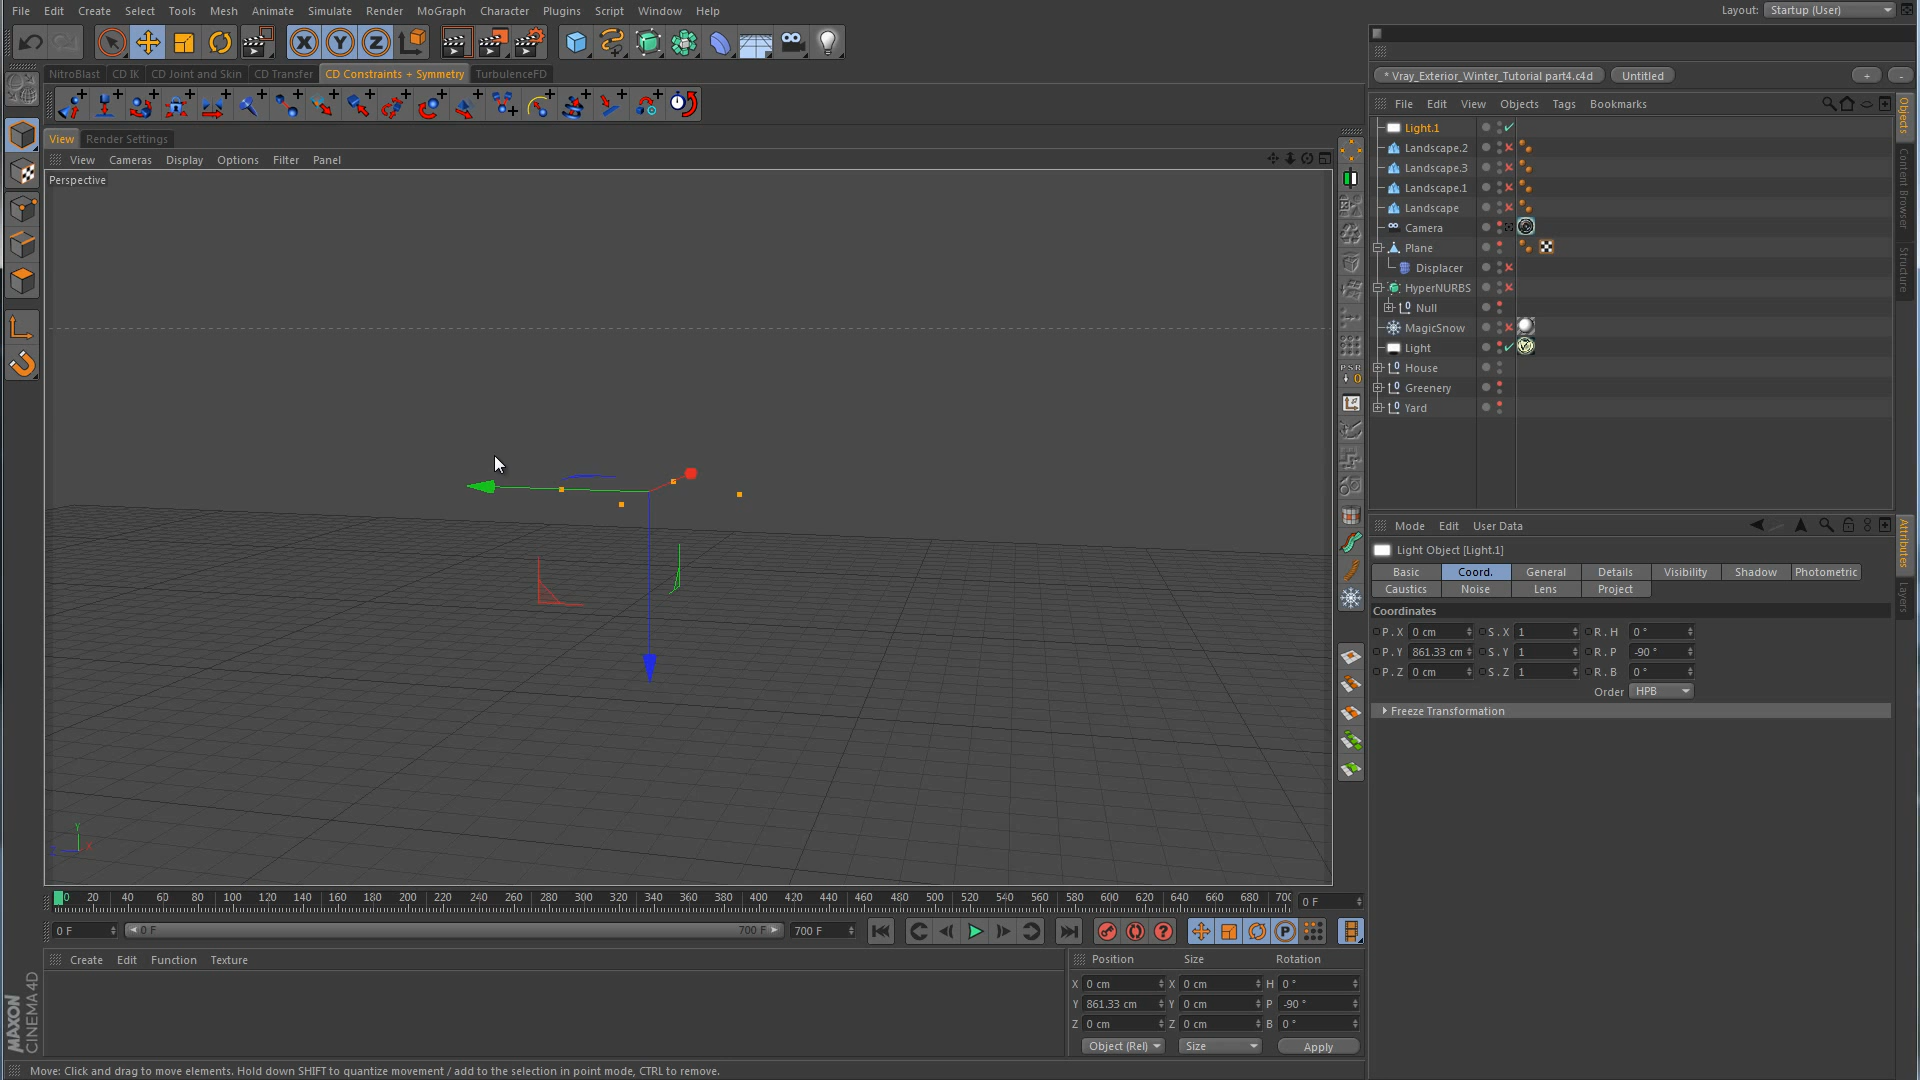 File Edit Create Select Tools Mesh Animate Simulate Render MoGraph Character Plugins Script Window Help
Layout: Startup (User)
NitroBlast CD IK CD Joint and Skin CD Transfer CD Constraints + Symmetry TurbulenceFD
* Vray_Exterior_Winter_Tutorial part4.c4d Untitled + -
File Edit View Objects Tags Bookmarks
View Render Settings
View Cameras Display Options Filter Panel
Perspective
Light.1
Landscape.2
Landscape.3
Landscape.1
Landscape
Camera
Plane
Displacer
HyperNURBS
Null
MagicSnow
Light
House
Greenery
Yard
Objects
Content Browser
Structure
PSR
0
Mode Edit User Data
Light Object [Light.1]
Basic Coord. General Details Visibility Shadow Photometric
Caustics Noise Lens Project
Coordinates
P . X 0 cm S . X 1 R . H 0 °
P . Y 861.33 cm S . Y 1 R . P -90 °
P . Z 0 cm S . Z 1 R . B 0 °
Order HPB
Freeze Transformation
Attributes
Layers
Y
X
Z
0 20 40 60 80 100 120 140 160 180 200 220 240 260 280 300 320 340 360 380 400 420 440 460 480 500 520 540 560 580 600 620 640 660 680 700 0 F
0 F 0 F 700 F 700 F
Create Edit Function Texture
Position Size Rotation
X 0 cm X 0 cm H 0 °
Y 861.33 cm Y 0 cm P -90 °
Z 0 cm Z 0 cm B 0 °
Object (Rel) Size Apply
MAXON
CINEMA 4D
Move: Click and drag to move elements. Hold down SHIFT to quantize movement / add to the selection in point mode, CTRL to remove.